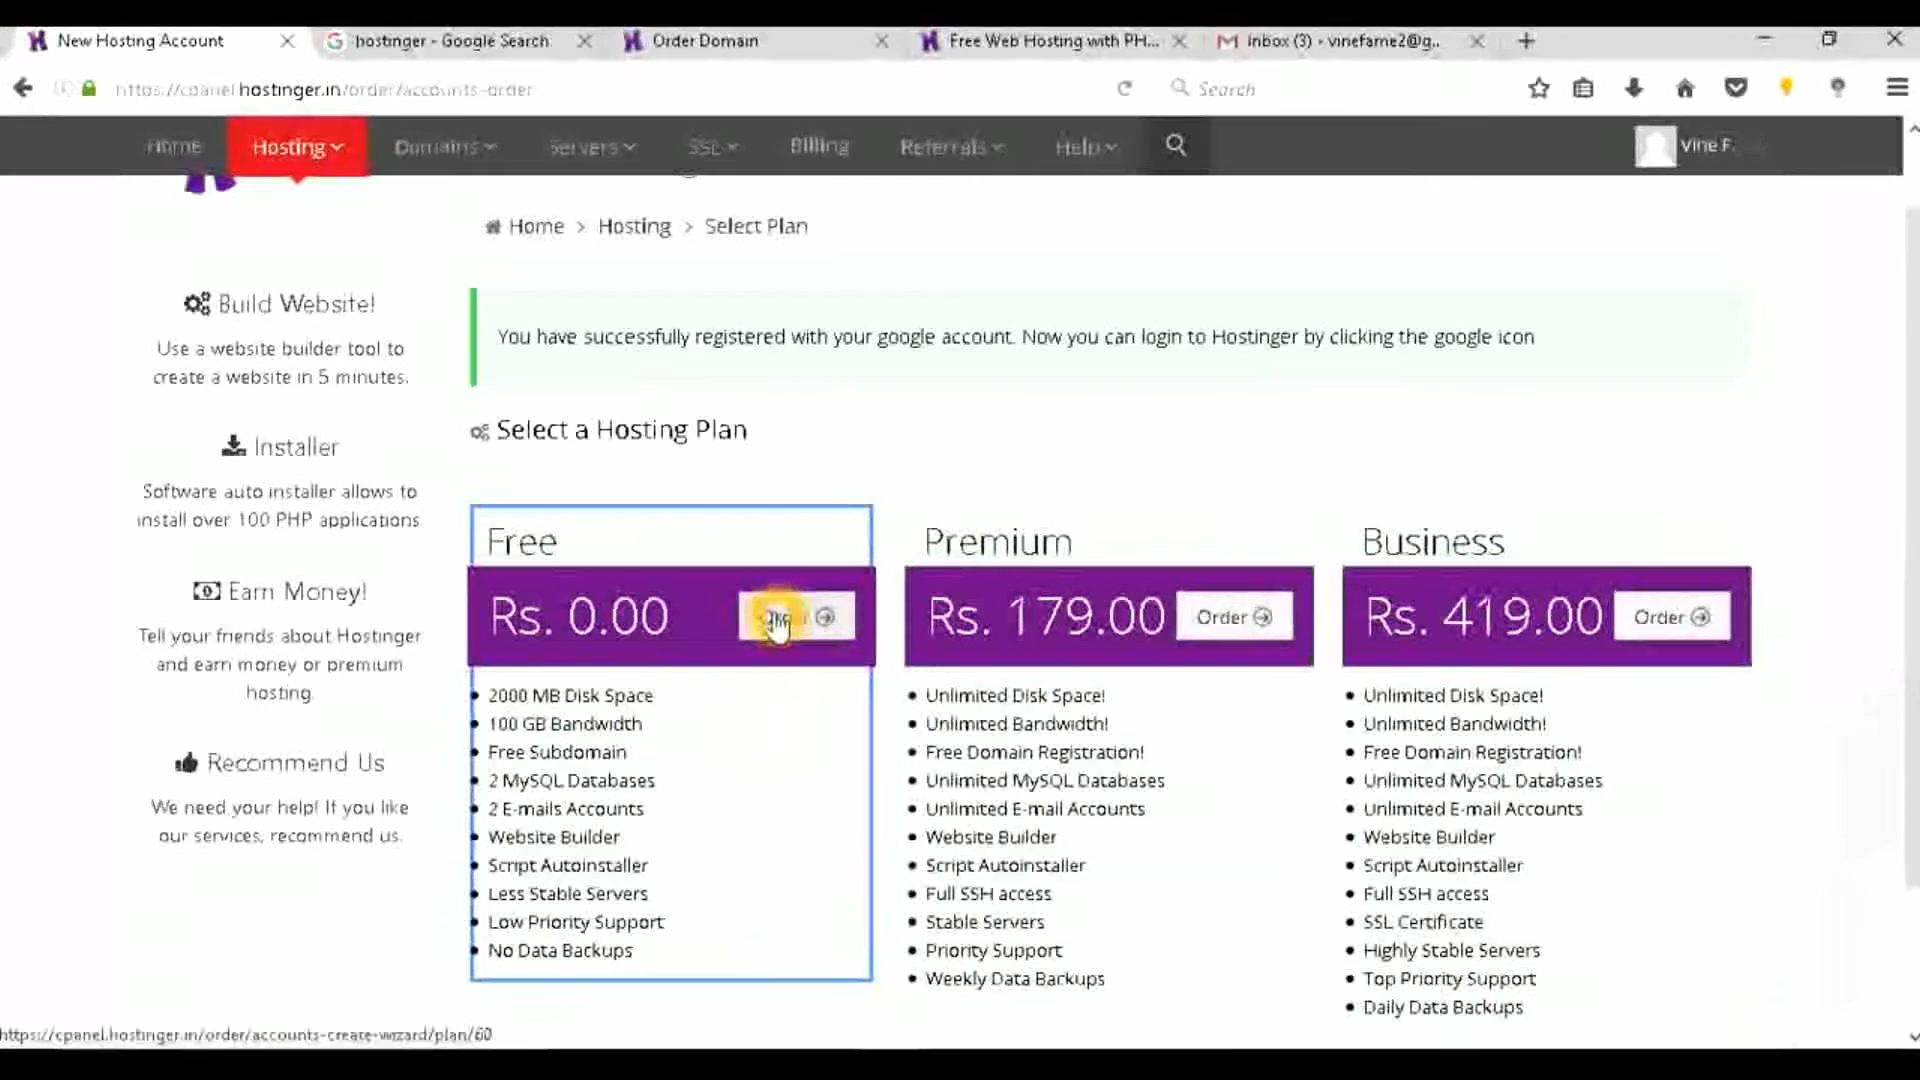 New Hosting Account
hostinger - Google Search
Order Domain
Free Web Hosting with PH...
Inbox (3) - vinefame2@g..
https://cpanel.hostinger.in/order/accounts-order
Search
Home
Hosting
Domains
Servers
SSL
Billing
Referrals
Help
Vine F.
Home > Hosting > Select Plan
Build Website!
Use a website builder tool to
create a website in 5 minutes.
Installer
Software auto installer allows to
install over 100 PHP applications
Earn Money!
Tell your friends about Hostinger
and earn money or premium
hosting.
Recommend Us
We need your help! If you like
our services, recommend us.
You have successfully registered with your google account. Now you can login to Hostinger by clicking the google icon
Select a Hosting Plan
Free
Rs. 0.00
2000 MB Disk Space
100 GB Bandwidth
Free Subdomain
2 MySQL Databases
2 E-mails Accounts
Website Builder
Script Autoinstaller
Less Stable Servers
Low Priority Support
No Data Backups
Premium
Rs. 179.00 Order
Unlimited Disk Space!
Unlimited Bandwidth!
Free Domain Registration!
Unlimited MySQL Databases
Unlimited E-mail Accounts
Website Builder
Script Autoinstaller
Full SSH access
Stable Servers
Priority Support
Weekly Data Backups
Business
Rs. 419.00 Order
Unlimited Disk Space!
Unlimited Bandwidth!
Free Domain Registration!
Unlimited MySQL Databases
Unlimited E-mail Accounts
Website Builder
Script Autoinstaller
Full SSH access
SSL Certificate
Highly Stable Servers
Top Priority Support
Daily Data Backups
https://cpanel.hostinger.in/order/accounts-create-wizard/plan/60